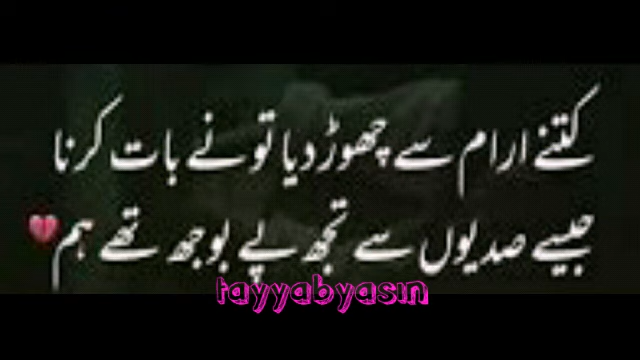 کتنے ارام سے چھوڑ دیا تو نے بات کرنا
جیسے صدیوں سے تجھ پے بوجھ تھے ہم💔
tayyabyasin